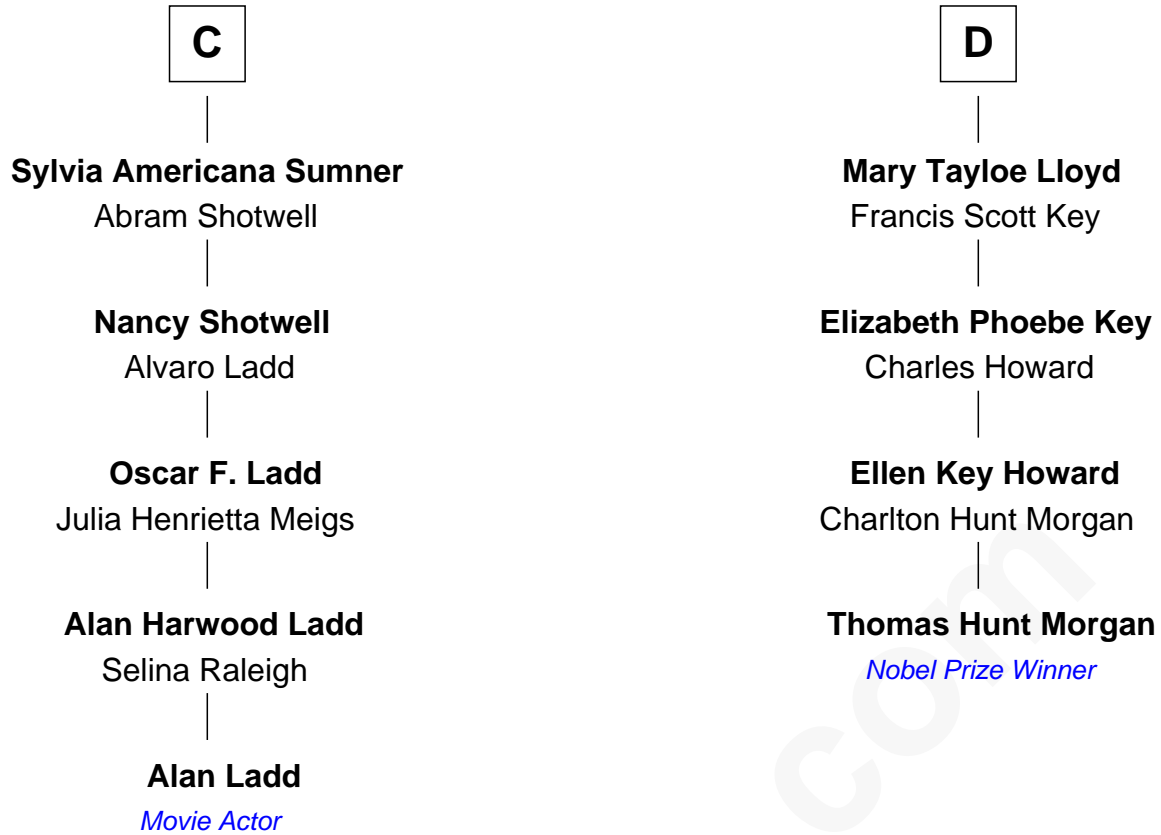 C
Sylvia Americana Sumner
Abram Shotwell
Nancy Shotwell
Alvaro Ladd
Oscar F. Ladd
Julia Henrietta Meigs
Alan Harwood Ladd
Selina Raleigh
Alan Ladd
Movie Actor
D
Mary Tayloe Lloyd
Francis Scott Key
Elizabeth Phoebe Key
Charles Howard
Ellen Key Howard
Charlton Hunt Morgan
Thomas Hunt Morgan
Nobel Prize Winner
com